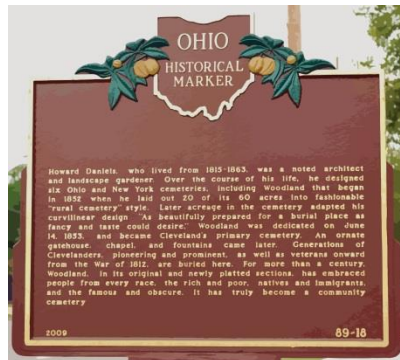 OHIO
HISTORICAL
MARKER
Howard Daniels, who lived from 1815-1863, was a noted architect
and landscape gardener. Over the course of his life, he designed
six Ohio and New York cemeteries, including Woodland that began
in 1852 when he laid out 20 of its 60 acres into fashionable
"rural cemetery" style. Later acreage in the cemetery adapted his
curvilinear design. "As beautifully prepared for a burial place as
fancy and taste could desire," Woodland was dedicated on June
14, 1853, and became Cleveland's primary cemetery. An ornate
gatehouse, chapel, and fountains came later. Generations of
Clevelanders, pioneering and prominent, as well as veterans onward
from the War of 1812, are buried here. For more than a century,
Woodland, in its original and newly platted sections, has embraced
people from every race, the rich and poor, natives and immigrants,
and the famous and obscure. It has truly become a community
cemetery
2009
89-18